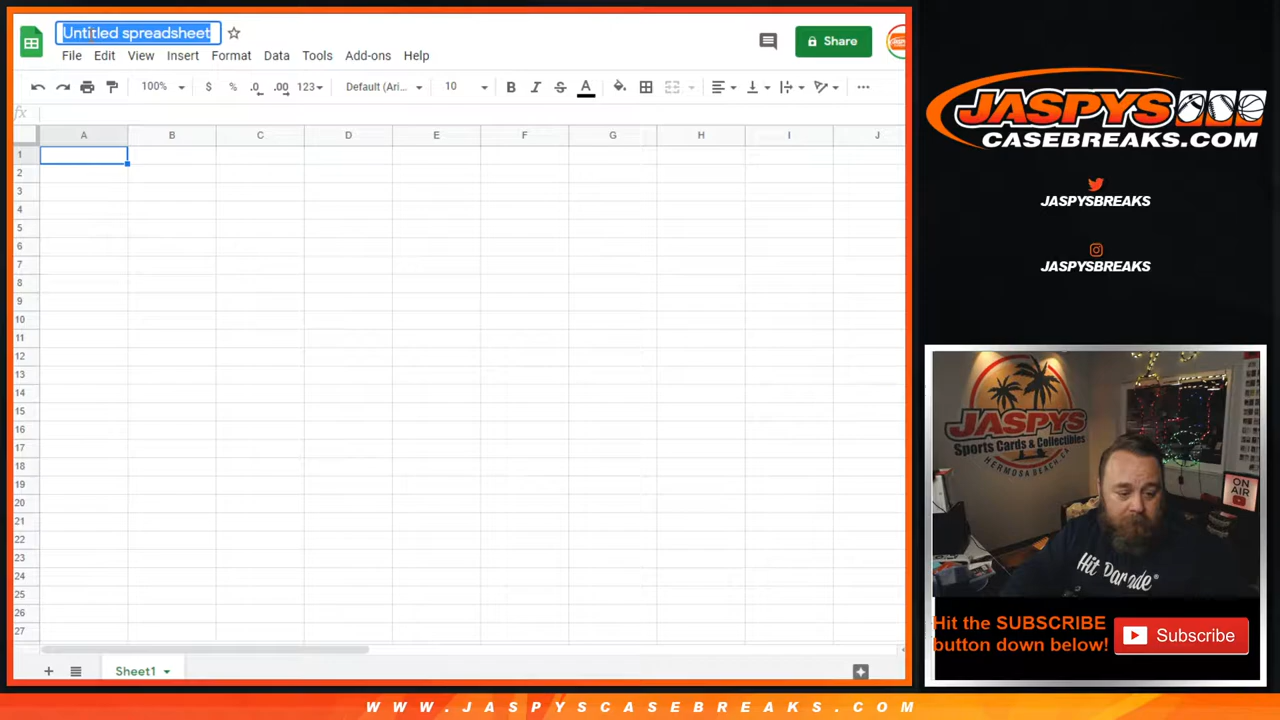 Untitled spreadsheet
File Edit View Insert Format Data Tools Add-ons Help
Share
100% $ % .0 .00 123 Default (Ari... 10 B I S A
fx
A B C D E F G H I J
1
2
3
4
5
6
7
8
9
10
11
12
13
14
15
16
17
18
19
20
21
22
23
24
25
26
27
Sheet1
JASPYS
CASEBREAKS.COM
JASPYSBREAKS
JASPYSBREAKS
JASPYS
Sports Cards & Collectibles
HERMOSA BEACH, CA
ON AIR
Hit Parade®
Hit the SUBSCRIBE
button down below!
Subscribe
WWW.JASPYSCASEBREAKS.COM